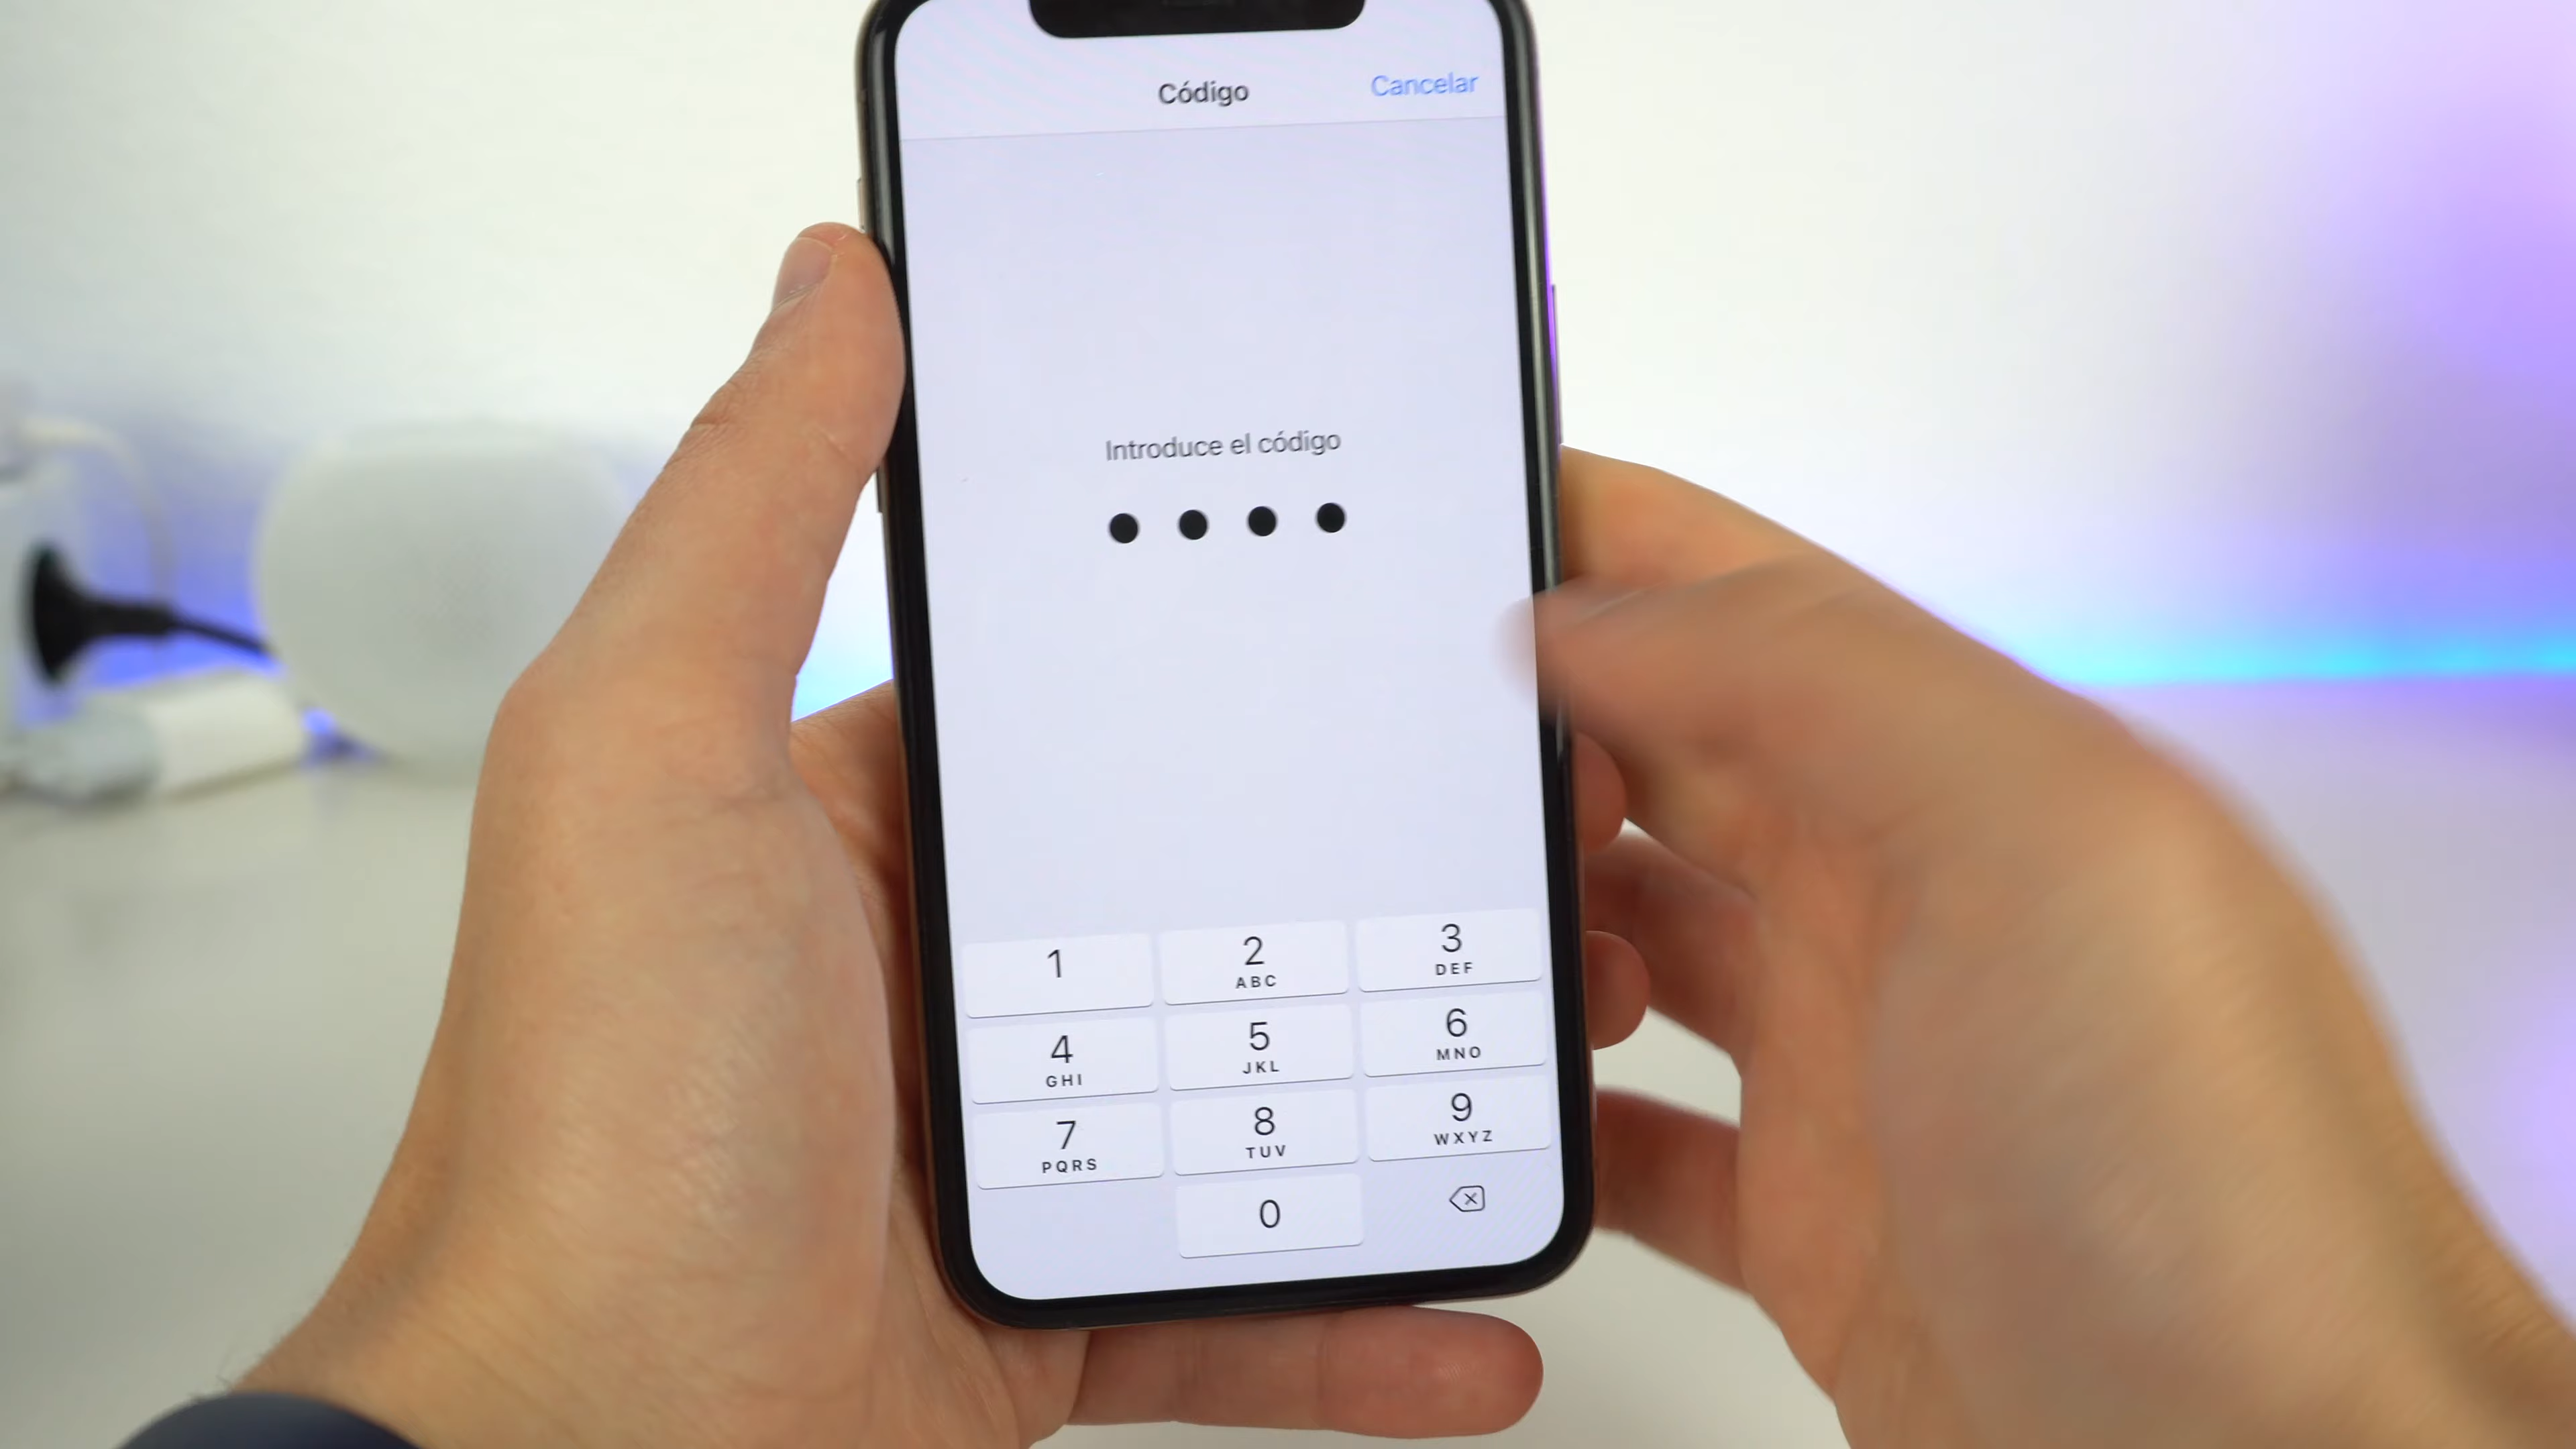 Código
Cancelar
Introduce el código
1
2
ABC
3
DEF
4
GHI
5
JKL
6
MNO
7
PQRS
8
TUV
9
WXYZ
0